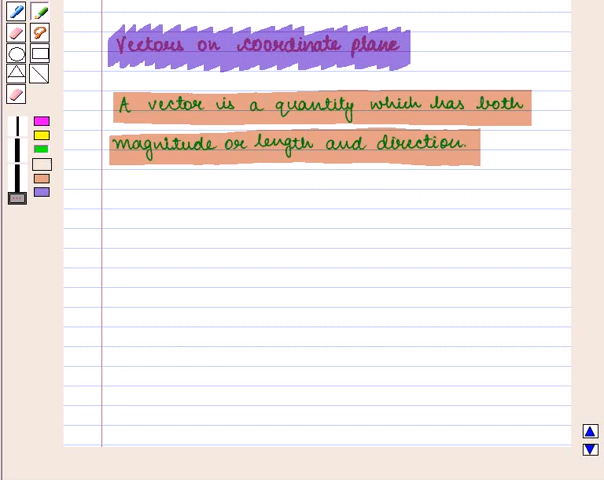 Vectors on coordinate plane
A vector is a quantity which has both
magnitude or length and direction.